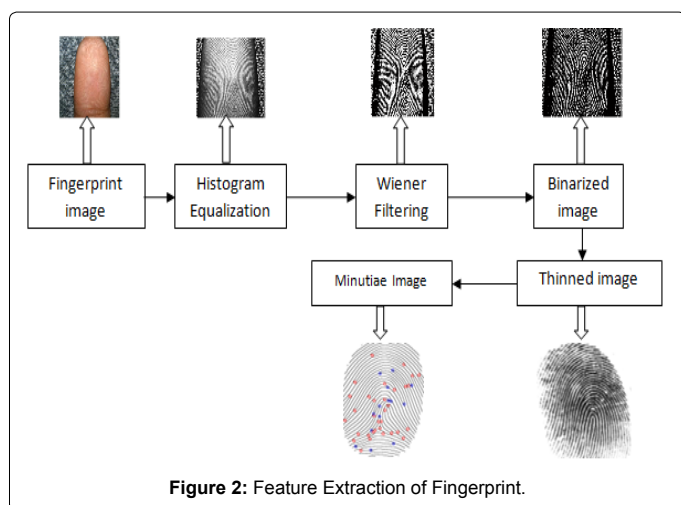 Fingerprint
image
Histogram
Equalization
Wiener
Filtering
Binarized
image
Minutiae Image
Thinned image
Figure 2: Feature Extraction of Fingerprint.